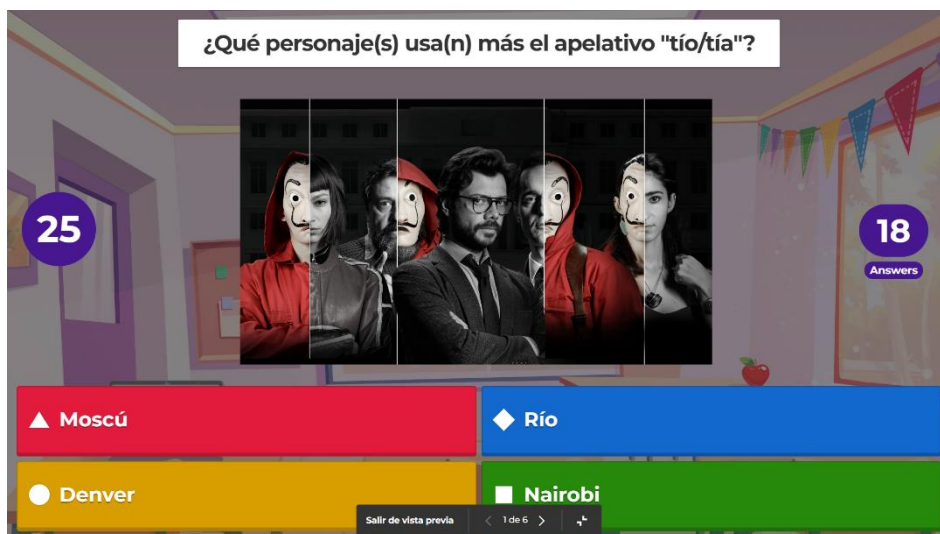 ¿Qué personaje(s) usa(n) más el apelativo "tío/tía"?
25
18
Answers
Moscú
Río
Denver
Nairobi
Salir de vista previa
1 de 6